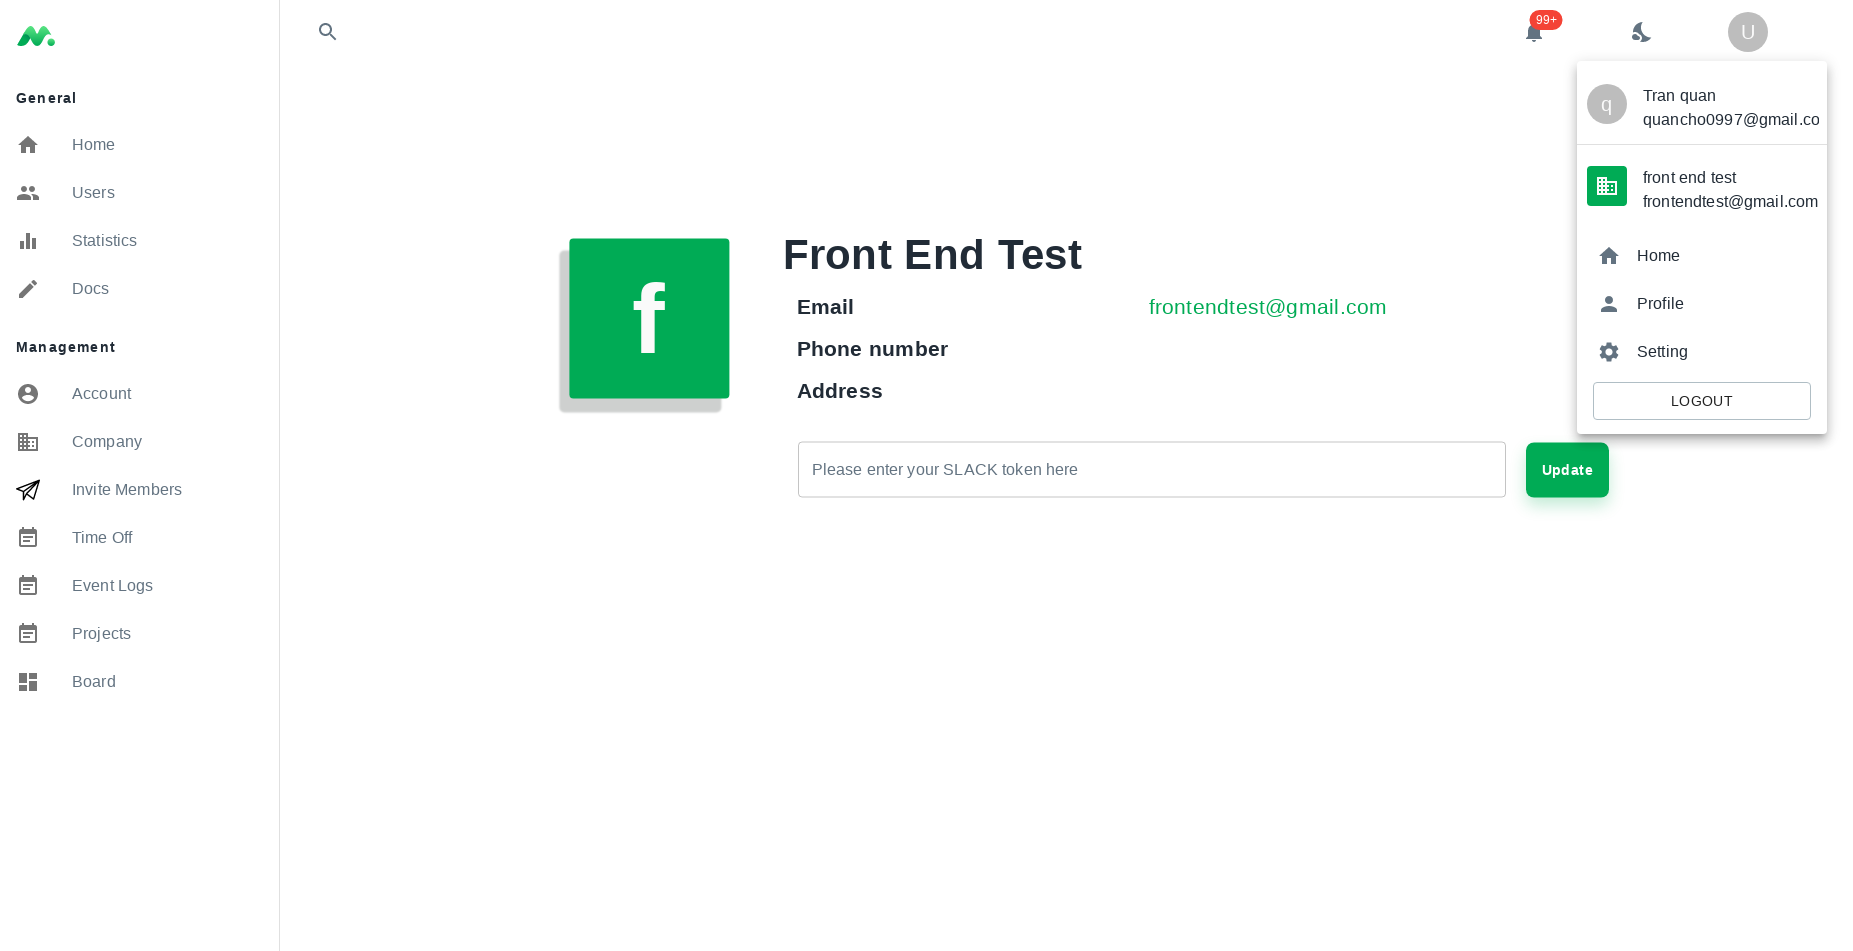 General
Home
Users
Statistics
Docs
Management
Account
Company
Invite Members
Time Off
Event Logs
Projects
Board
99+
U
q
Tran quan
quancho0997@gmail.co
front end test
frontendtest@gmail.com
Home
Profile
Setting
LOGOUT
f
Front End Test
Email frontendtest@gmail.com
Phone number
Address
Please enter your SLACK token here
Update